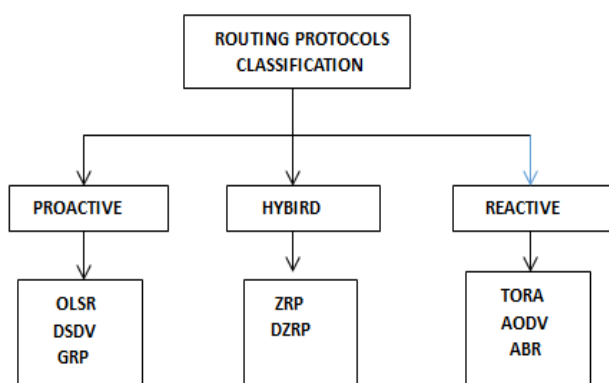 ROUTING PROTOCOLS
CLASSIFICATION
PROACTIVE
HYBIRD
REACTIVE
OLSR
DSDV
GRP
ZRP
DZRP
TORA
AODV
ABR